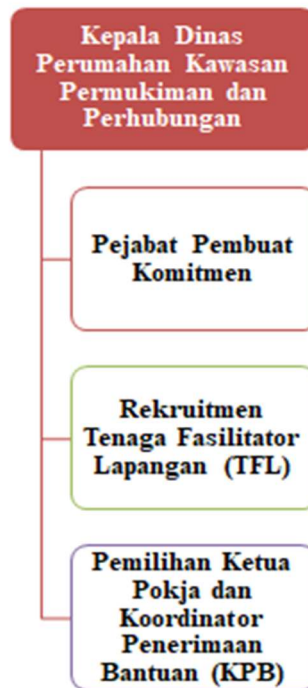 Kepala Dinas
Perumahan Kawasan
Permukiman dan
Perhubungan
Pejabat Pembuat
Komitmen
Rekruitmen
Tenaga Fasilitator
Lapangan (TFL)
Pemilihan Ketua
Pokja dan
Koordinator
Penerimaan
Bantuan (KPB)